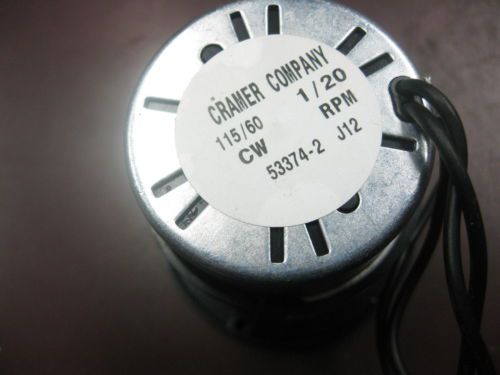 CRAMER COMPANY
115/60 1/20
CW RPM
53374-2 J12